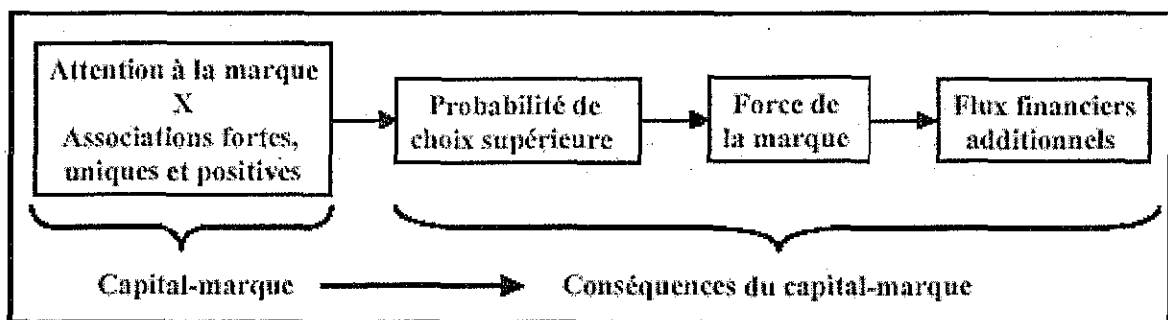 Attention à la marque
X
Associations fortes,
uniques et positives
Probabilité de
choix supérieure
Force de
la marque
Flux financiers
additionnels
Capital-marque
Conséquences du capital-marque